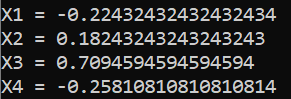 X1 = -0.22432432432432434
X2 = 0.18243243243243243
X3 = 0.7094594594594594
X4 = -0.25810810810810814